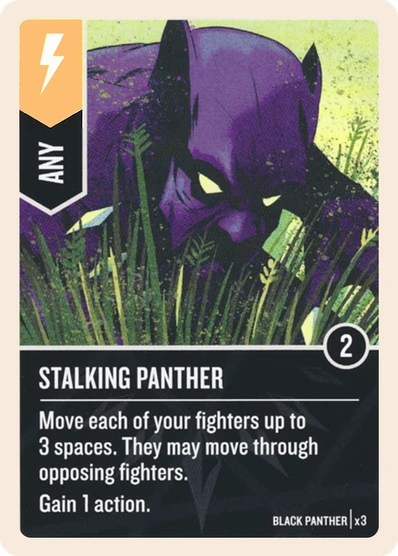 ANY
2
STALKING PANTHER
Move each of your fighters up to
3 spaces. They may move through
opposing fighters.
Gain 1 action.
BLACK PANTHER | x3